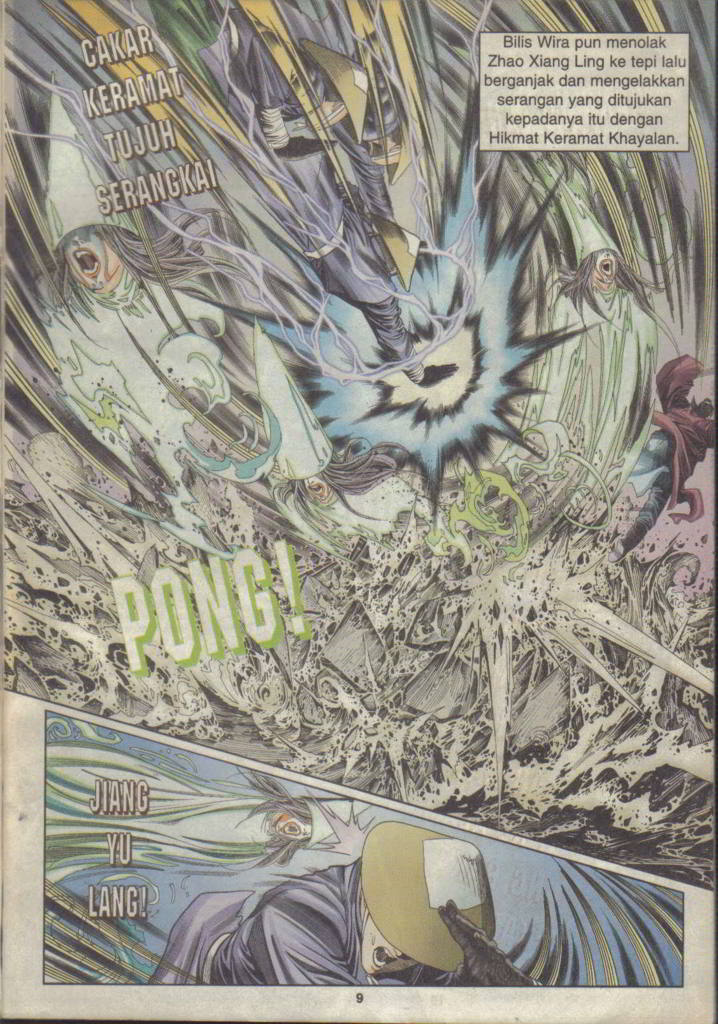 CAKAR
KERAMAT
TUJUH
SERANGKAI
Bilis Wira pun menolak
Zhao Xiang Ling ke tepi lalu
berganjak dan mengelakkan
serangan yang ditujukan
kepadanya itu dengan
Hikmat Keramat Khayalan.
PONG!
JIANG
YU
LANG!
9